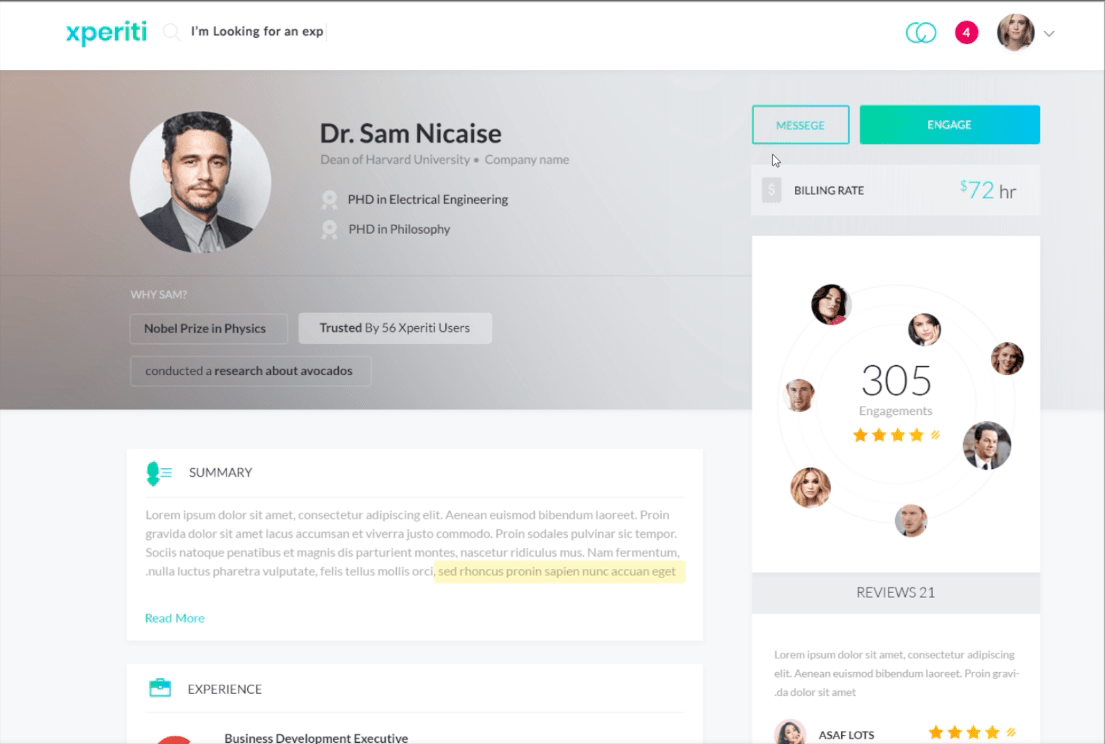 xperiti
I'm Looking for an exp
4
Dr. Sam Nicaise
Dean of Harvard University • Company name
PHD in Electrical Engineering
PHD in Philosophy
WHY SAM?
Nobel Prize in Physics
Trusted By 56 Xperiti Users
conducted a research about avocados
MESSEGE
ENGAGE
$ BILLING RATE $72 hr
305
Engagements
SUMMARY
Lorem ipsum dolor sit amet, consectetur adipiscing elit. Aenean euismod bibendum laoreet. Proin
gravida dolor sit amet lacus accumsan et viverra justo commodo. Proin sodales pulvinar sic tempor.
Sociis natoque penatibus et magnis dis parturient montes, nascetur ridiculus mus. Nam fermentum,
.nulla luctus pharetra vulputate, felis tellus mollis orci, sed rhoncus pronin sapien nunc accuan eget
Read More
EXPERIENCE
Business Development Executive
REVIEWS 21
Lorem ipsum dolor sit amet, consectetur adipiscing
elit. Aenean euismod bibendum laoreet. Proin gravi-
.da dolor sit amet
ASAF LOTS